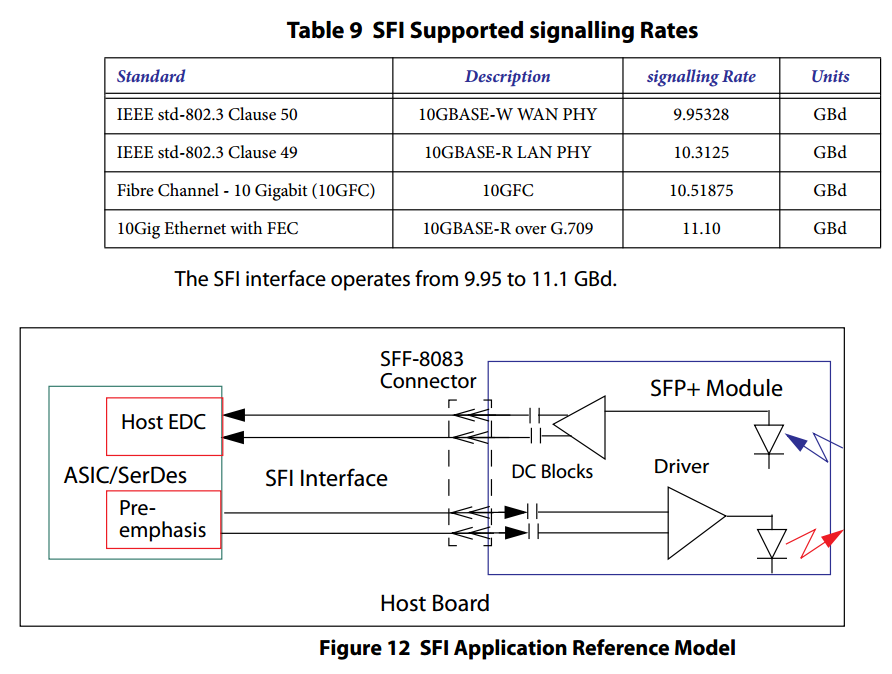 Table 9 SFI Supported signalling Rates
Standard Description signalling Rate Units
IEEE std-802.3 Clause 50 10GBASE-W WAN PHY 9.95328 GBd
IEEE std-802.3 Clause 49 10GBASE-R LAN PHY 10.3125 GBd
Fibre Channel - 10 Gigabit (10GFC) 10GFC 10.51875 GBd
10Gig Ethernet with FEC 10GBASE-R over G.709 11.10 GBd
The SFI interface operates from 9.95 to 11.1 GBd.
SFF-8083
Connector
SFP+ Module
Host EDC
ASIC/SerDes
SFI Interface
DC Blocks
Driver
Pre-
emphasis
Host Board
Figure 12 SFI Application Reference Model